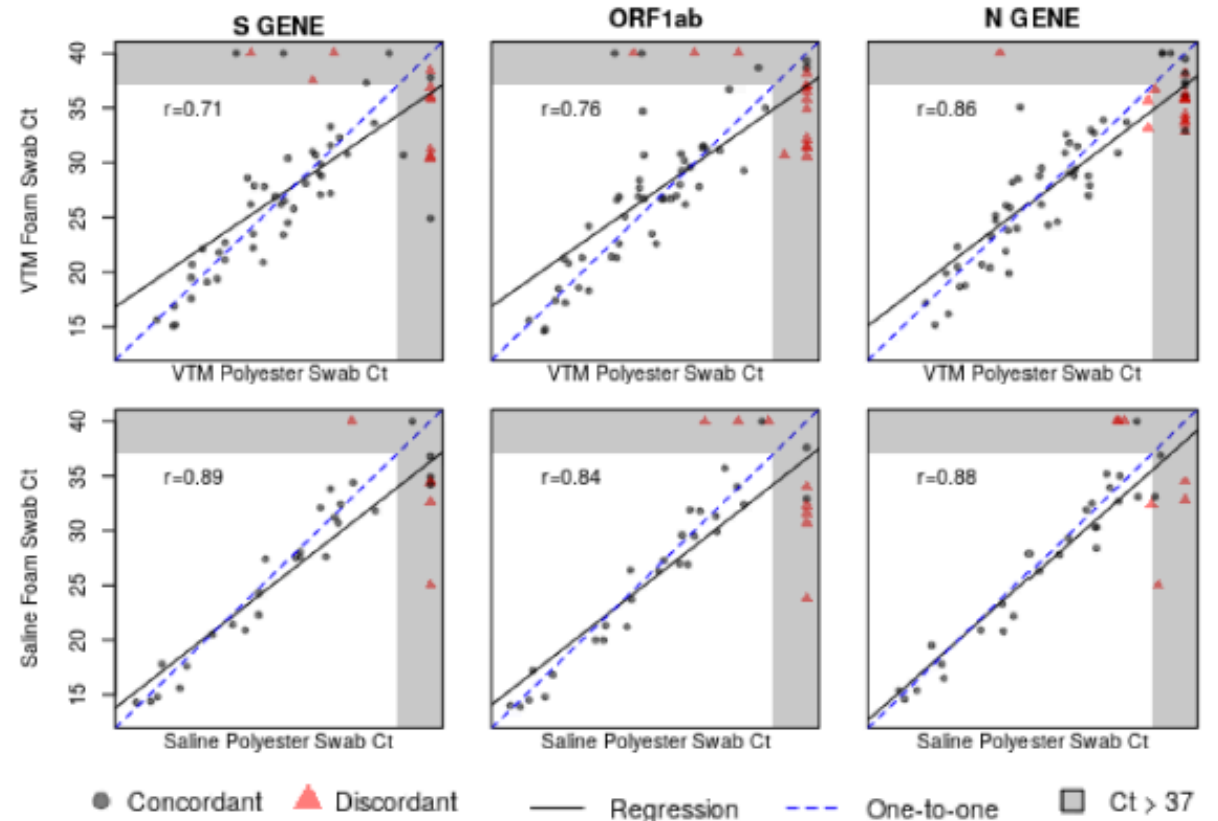 S GENE ORF1ab N GENE
VTM Foam Swab Ct
40
35
30
25
20
15
r=0.71 r=0.76 r=0.86
VTM Polyester Swab Ct VTM Polyester Swab Ct VTM Polyester Swab Ct
Saline Foam Swab Ct
40
35
30
25
20
15
r=0.89 r=0.84 r=0.88
Saline Polyester Swab Ct Saline Polyester Swab Ct Saline Polyester Swab Ct
Concordant Discordant Regression One-to-one Ct > 37